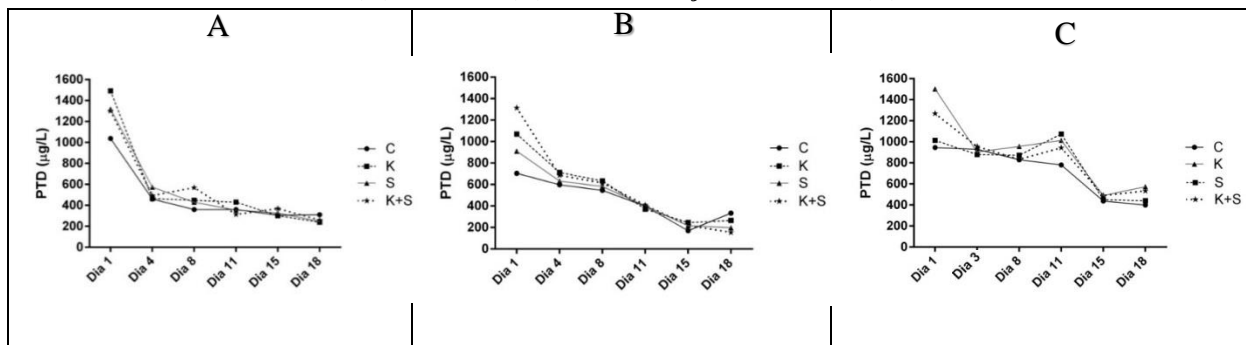 A
PTD (µg/L)
1600
1400
1200
1000
800
600
400
200
0
Dia 1
Dia 4
Dia 8
Dia 11
Dia 15
Dia 18
C
K
S
K+S
B
PTD (µg/L)
1600
1400
1200
1000
800
600
400
200
0
Dia 1
Dia 4
Dia 8
Dia 11
Dia 15
Dia 18
C
K
S
K+S
C
PTD (µg/L)
1600
1400
1200
1000
800
600
400
200
0
Dia 1
Dia 3
Dia 8
Dia 11
Dia 15
Dia 18
C
K
S
K+S